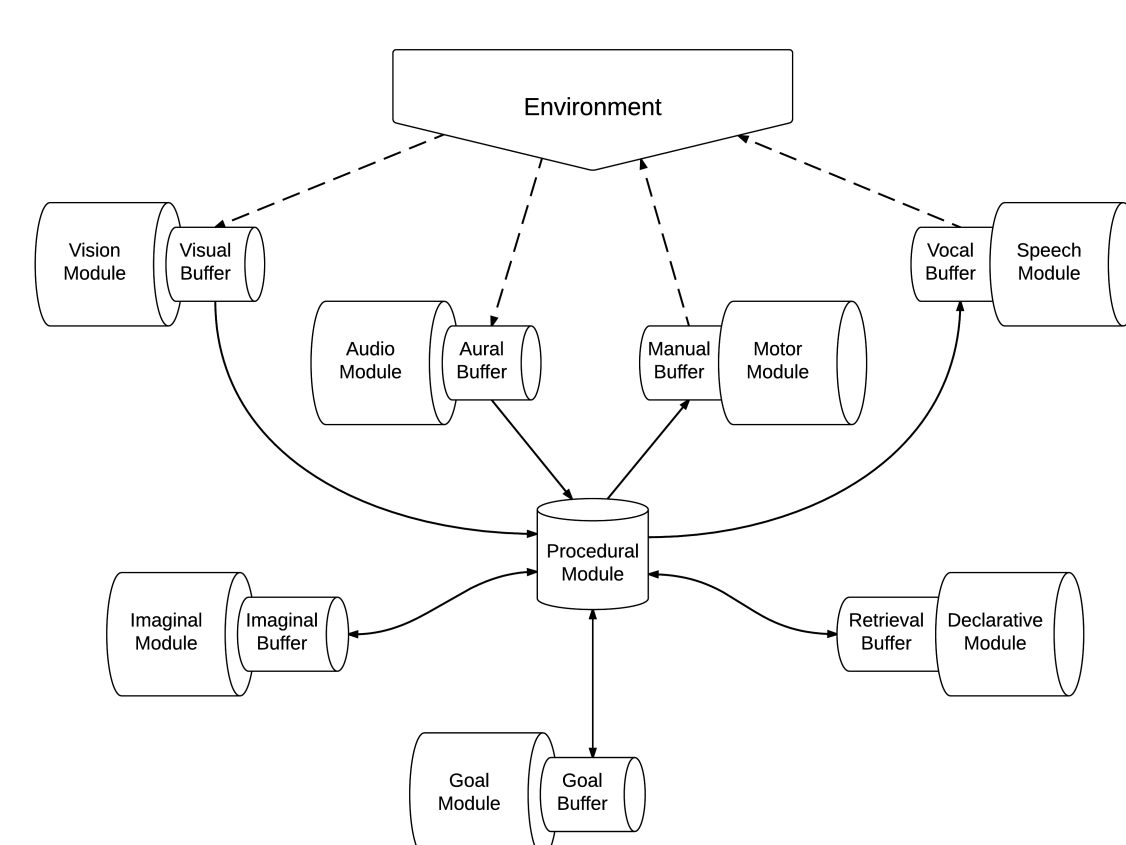 Environment
Vision
Module
Visual
Buffer
Vocal
Buffer
Speech
Module
Audio
Module
Aural
Buffer
Manual
Buffer
Motor
Module
Procedural
Module
Imaginal
Module
Imaginal
Buffer
Retrieval
Buffer
Declarative
Module
Goal
Module
Goal
Buffer